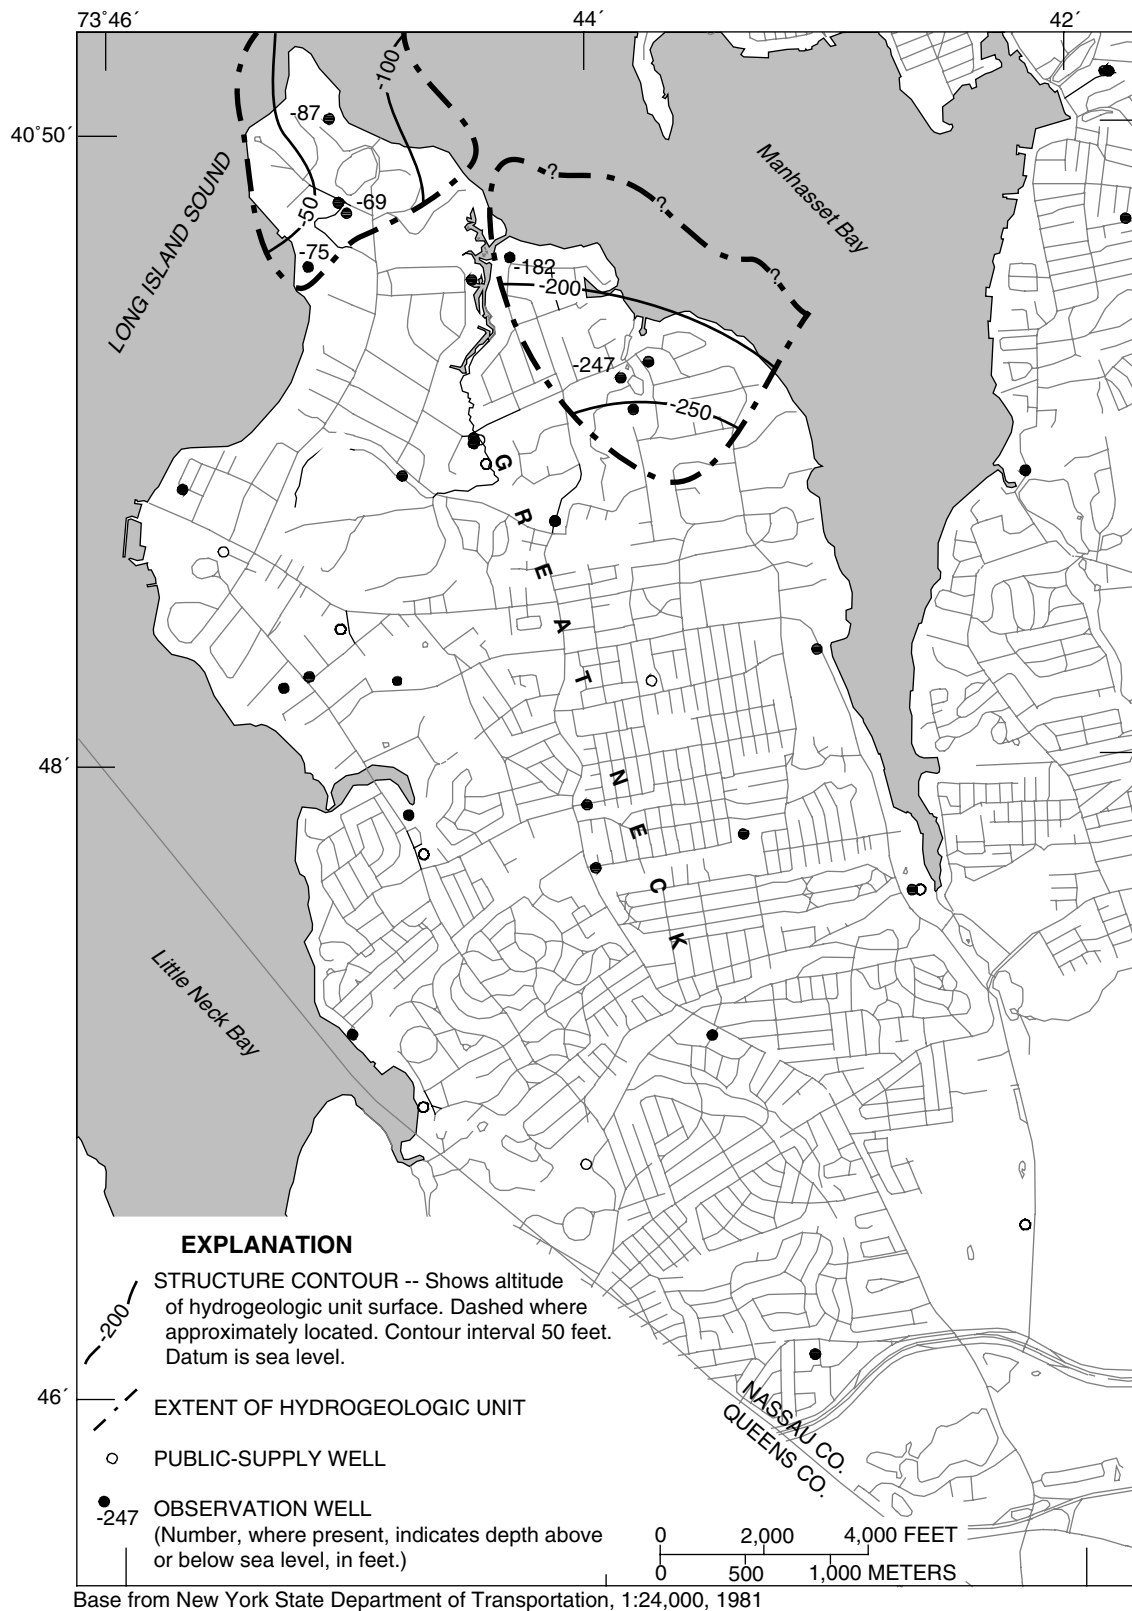 73°46´
44´
42´
40°50´
48´
46´
-100
-87
-50
-69
-75
LONG ISLAND SOUND
Manhasset Bay
?
?
?
-182
-200
-247
-250
GREAT NECK
Little Neck Bay
NASSAU CO.
QUEENS CO.
EXPLANATION
-200
STRUCTURE CONTOUR -- Shows altitude
of hydrogeologic unit surface. Dashed where
approximately located. Contour interval 50 feet.
Datum is sea level.
EXTENT OF HYDROGEOLOGIC UNIT
PUBLIC-SUPPLY WELL
-247
OBSERVATION WELL
(Number, where present, indicates depth above
or below sea level, in feet.)
0 2,000 4,000 FEET
0 500 1,000 METERS
Base from New York State Department of Transportation, 1:24,000, 1981